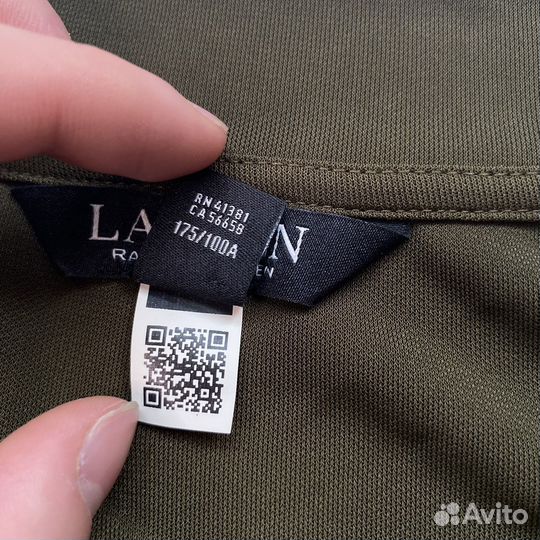 RN 41381
CA 56658
175/100A
LA N
RA EN
Avito